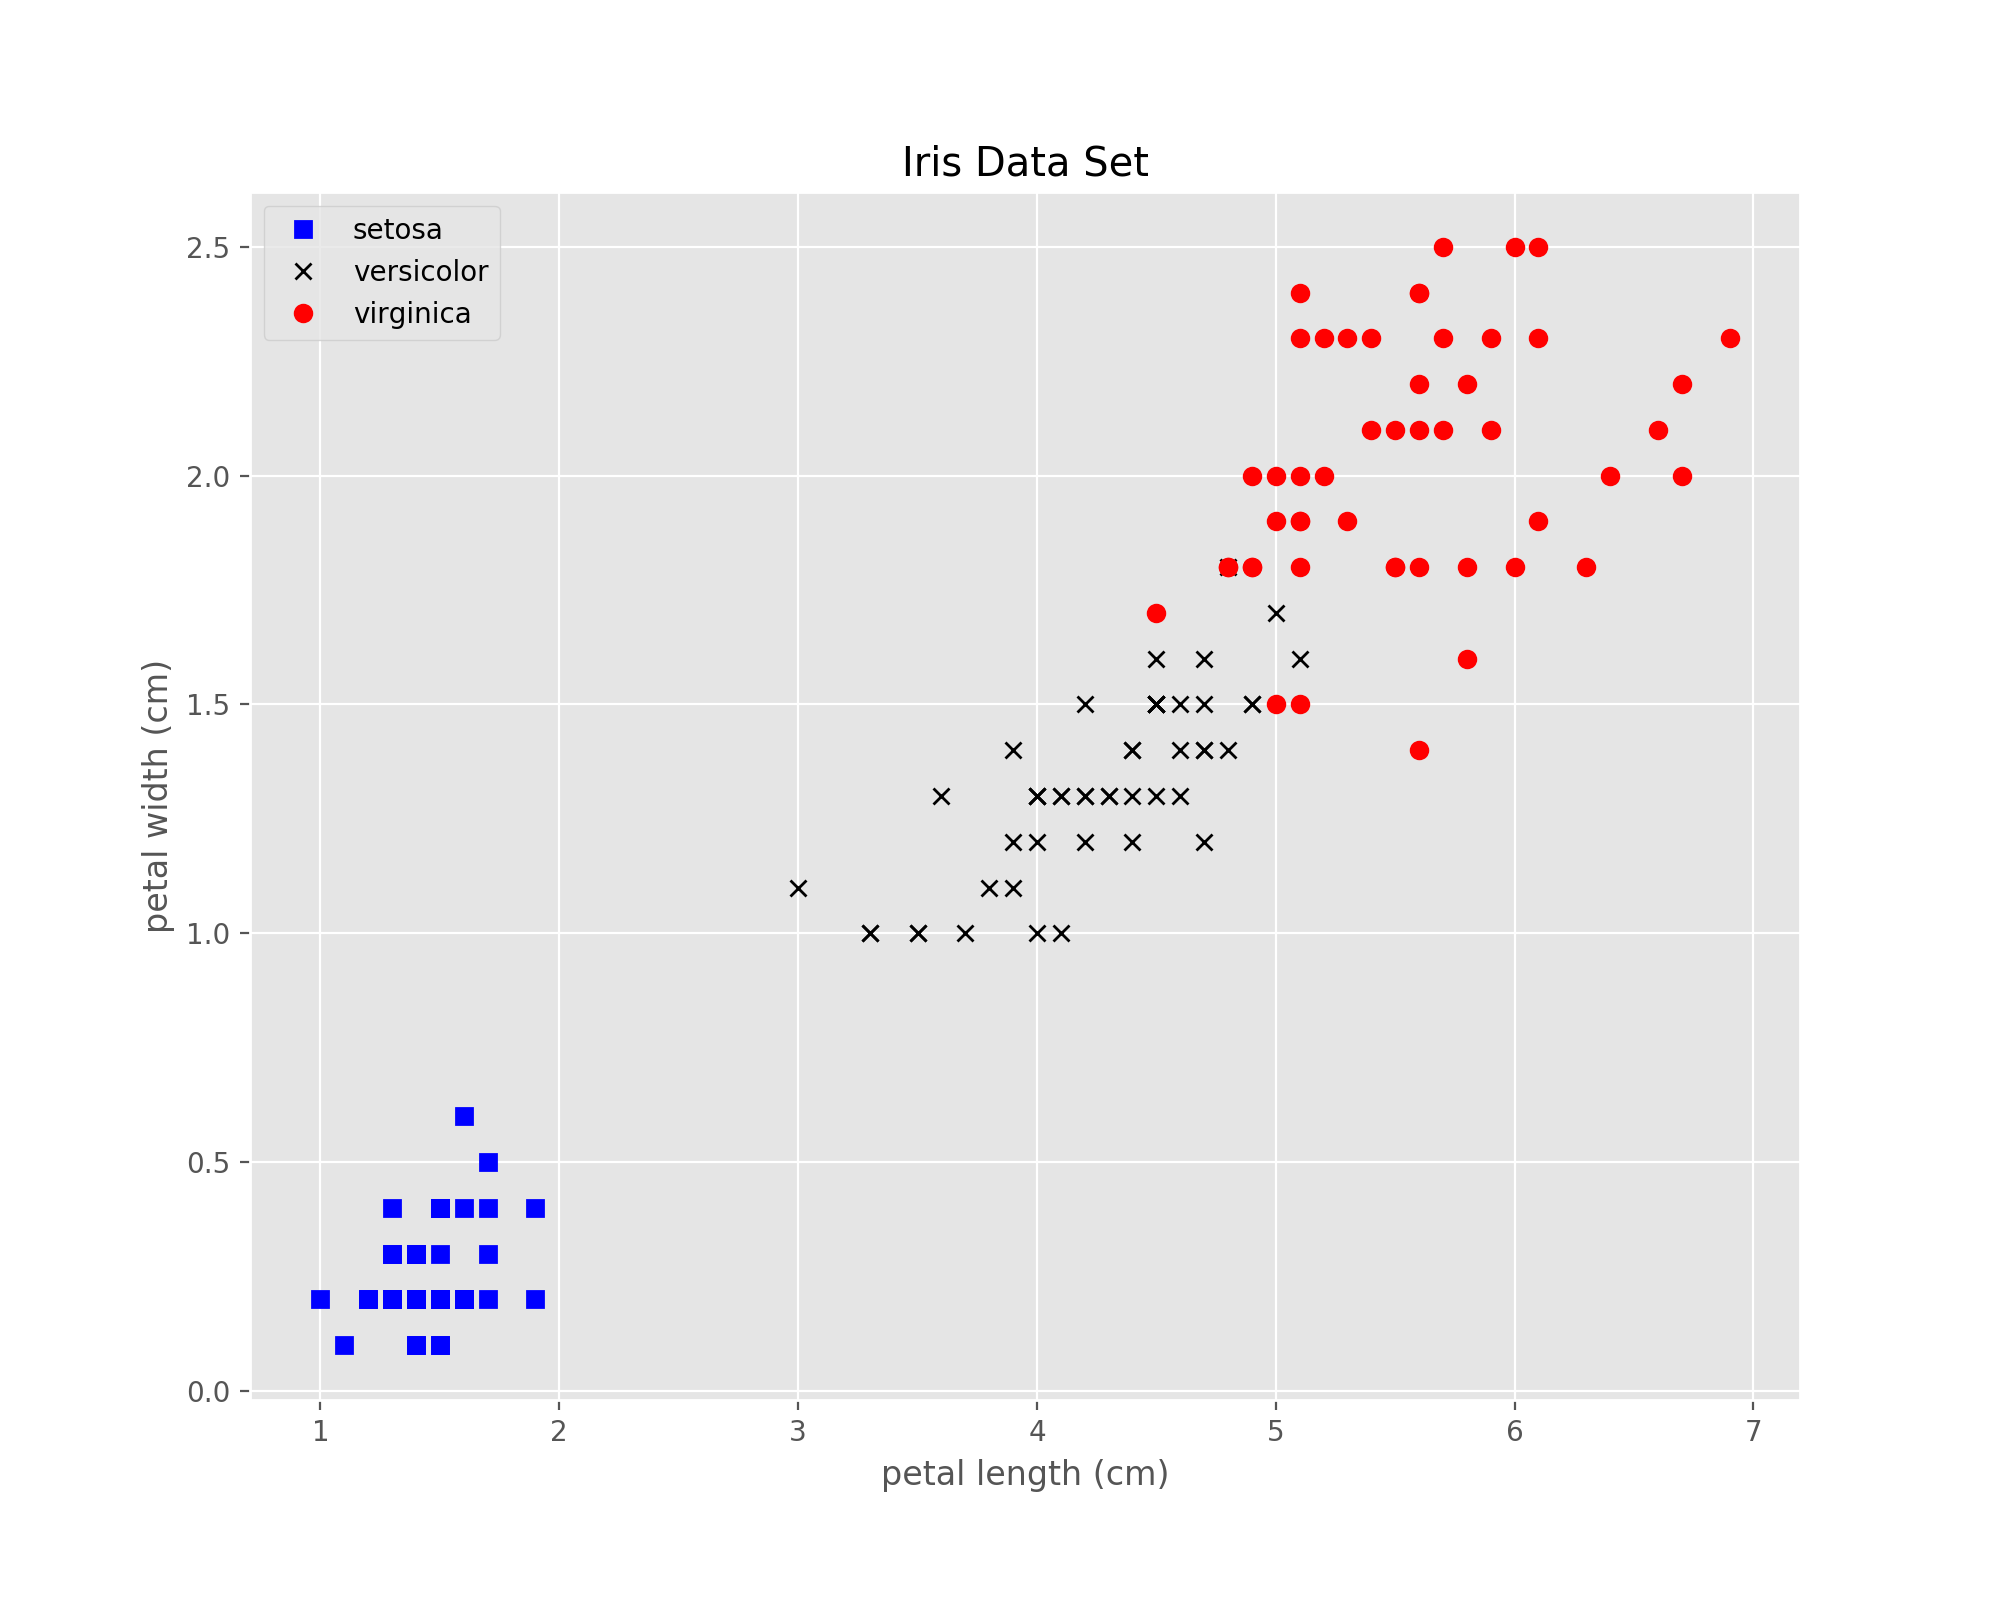 Iris Data Set
setosa
versicolor
virginica
2.5
2.0
1.5
1.0
0.5
0.0
petal width (cm)
1 2 3 4 5 6 7
petal length (cm)